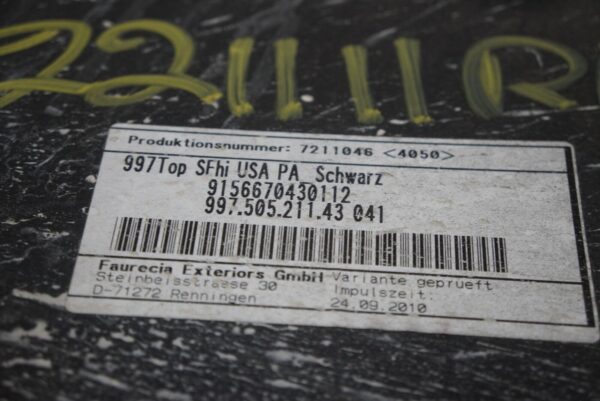 22111R
Produktionsnummer: 7211046 <4050>
997Top SFhi USA PA Schwarz
9156670430112
997.505.211.43 041
Faurecia Exteriors GmbH
Steinbeisstrasse 30
D-71272 Renningen
Variante geprueft
Impulszeit:
24.09.2010